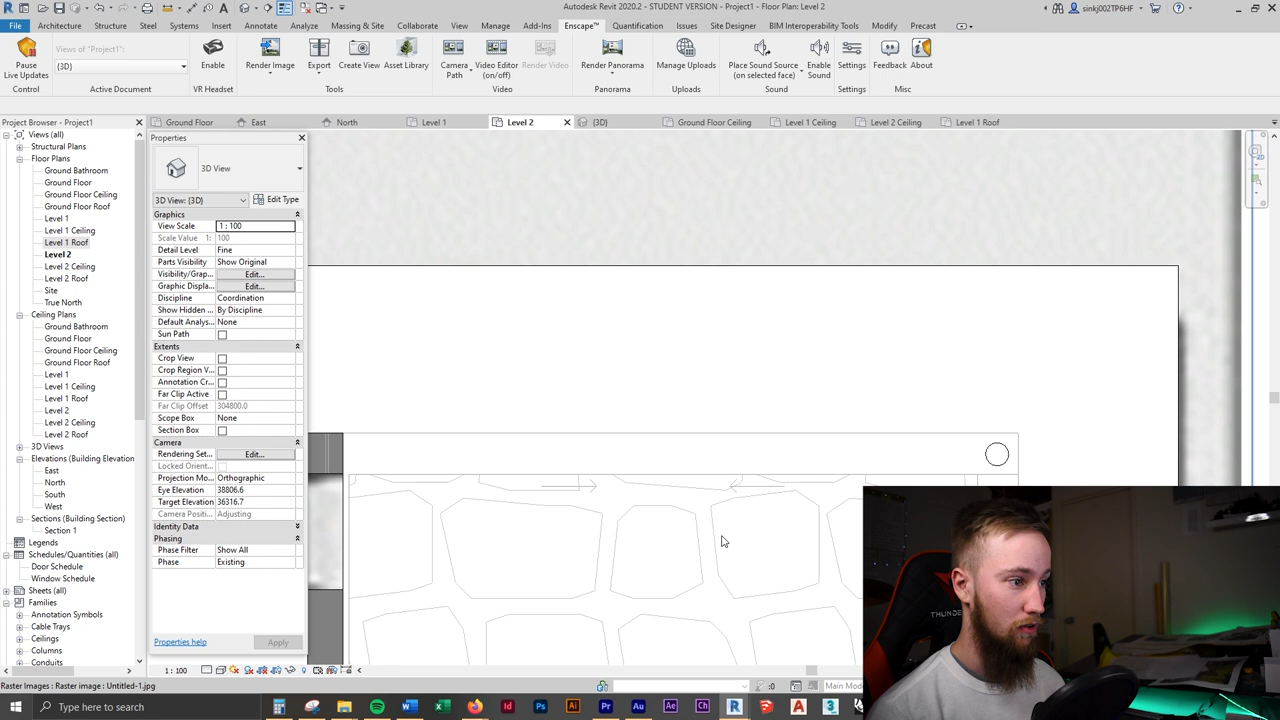 Autodesk Revit 2020.2 - STUDENT VERSION - Project1 - Floor Plan: Level 2
sinkj002TP6HF
File Architecture Structure Steel Systems Insert Annotate Analyze Massing & Site Collaborate View Manage Add-Ins Enscape™ Quantification Issues Site Designer BIM Interoperability Tools Modify Precast
Pause
Live Updates
Views of "Project1":
{3D}
Enable
Render Image
Export
Create View
Asset Library
Camera
Path
Video Editor
(on/off)
Render Video
Render Panorama
Manage Uploads
Place Sound Source
(on selected face)
Enable
Sound
Settings
Feedback
About
Control Active Document VR Headset Tools Video Panorama Uploads Sound Settings Misc
Project Browser - Project1
Ground Floor East North Level 1 Level 2 {3D} Ground Floor Ceiling Level 1 Ceiling Level 2 Ceiling Level 1 Roof
Views (all)
Structural Plans
Floor Plans
Ground Bathroom
Ground Floor
Ground Floor Ceiling
Ground Floor Roof
Level 1
Level 1 Ceiling
Level 1 Roof
Level 2
Level 2 Ceiling
Level 2 Roof
Site
True North
Ceiling Plans
Ground Bathroom
Ground Floor
Ground Floor Ceiling
Ground Floor Roof
Level 1
Level 1 Ceiling
Level 1 Roof
Level 2
Level 2 Ceiling
Level 2 Roof
3D Views
Elevations (Building Elevation
East
North
South
West
Sections (Building Section)
Section 1
Legends
Schedules/Quantities (all)
Door Schedule
Window Schedule
Sheets (all)
Families
Annotation Symbols
Cable Trays
Ceilings
Columns
Conduits
Properties
3D View
3D View: {3D} Edit Type
Graphics
View Scale 1 : 100
Scale Value 1: 100
Detail Level Fine
Parts Visibility Show Original
Visibility/Grap... Edit...
Graphic Displa... Edit...
Discipline Coordination
Show Hidden ... By Discipline
Default Analys... None
Sun Path
Extents
Crop View
Crop Region V...
Annotation Cr...
Far Clip Active
Far Clip Offset 304800.0
Scope Box None
Section Box
Camera
Rendering Set... Edit...
Locked Orient...
Projection Mo... Orthographic
Eye Elevation 38806.6
Target Elevation 36316.7
Camera Positi... Adjusting
Identity Data
Phasing
Phase Filter Show All
Phase Existing
Properties help Apply
1 : 100
THUNDE
Raster Images : Raster image : Untitled-1.jpg
:0
Main Mode
Type here to search